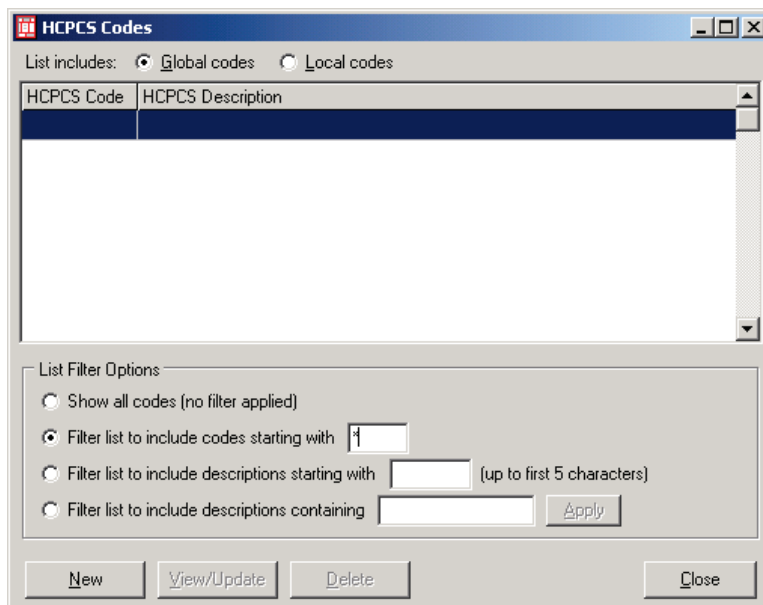 HCPCS Codes
List includes: Global codes Local codes
HCPCS Code HCPCS Description
List Filter Options
Show all codes (no filter applied)
Filter list to include codes starting with *
Filter list to include descriptions starting with (up to first 5 characters)
Filter list to include descriptions containing Apply
New View/Update Delete Close